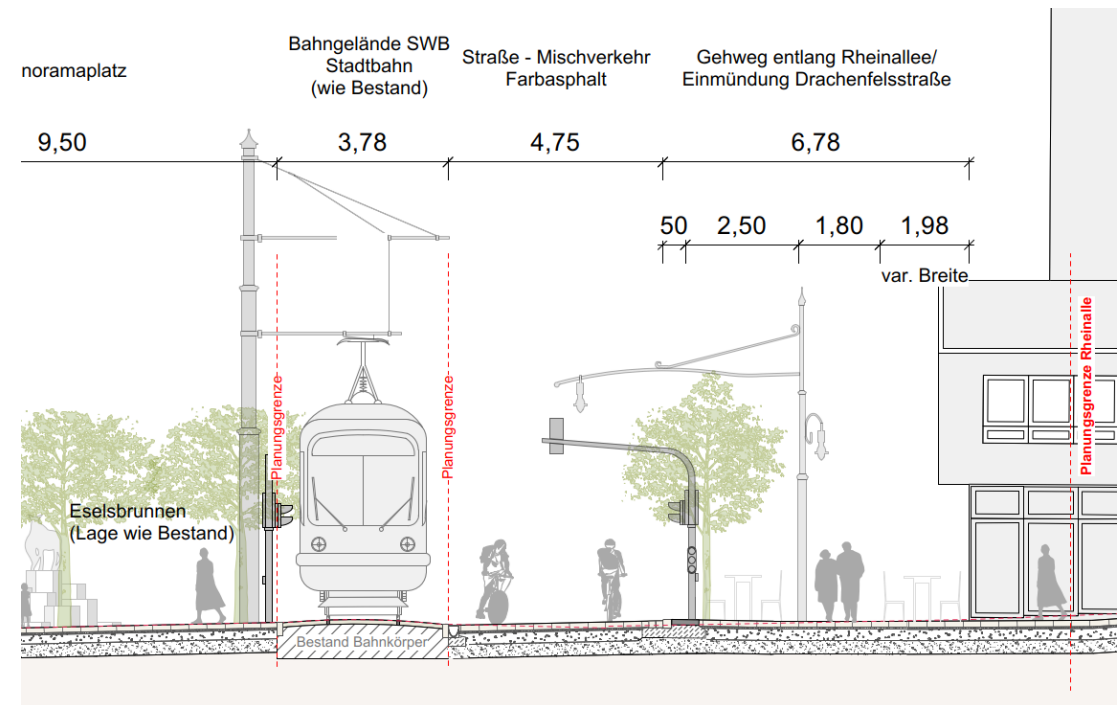 noramaplatz
Bahngelände SWB
Stadtbahn
(wie Bestand)
Straße - Mischverkehr
Farbasphalt
Gehweg entlang Rheinallee/
Einmündung Drachenfelsstraße
9,50
3,78
4,75
6,78
50
2,50
1,80
1,98
var. Breite
Planungsgrenze
Planungsgrenze
Planungsgrenze Rheinalle
Eselsbrunnen
(Lage wie Bestand)
Bestand Bahnkörper